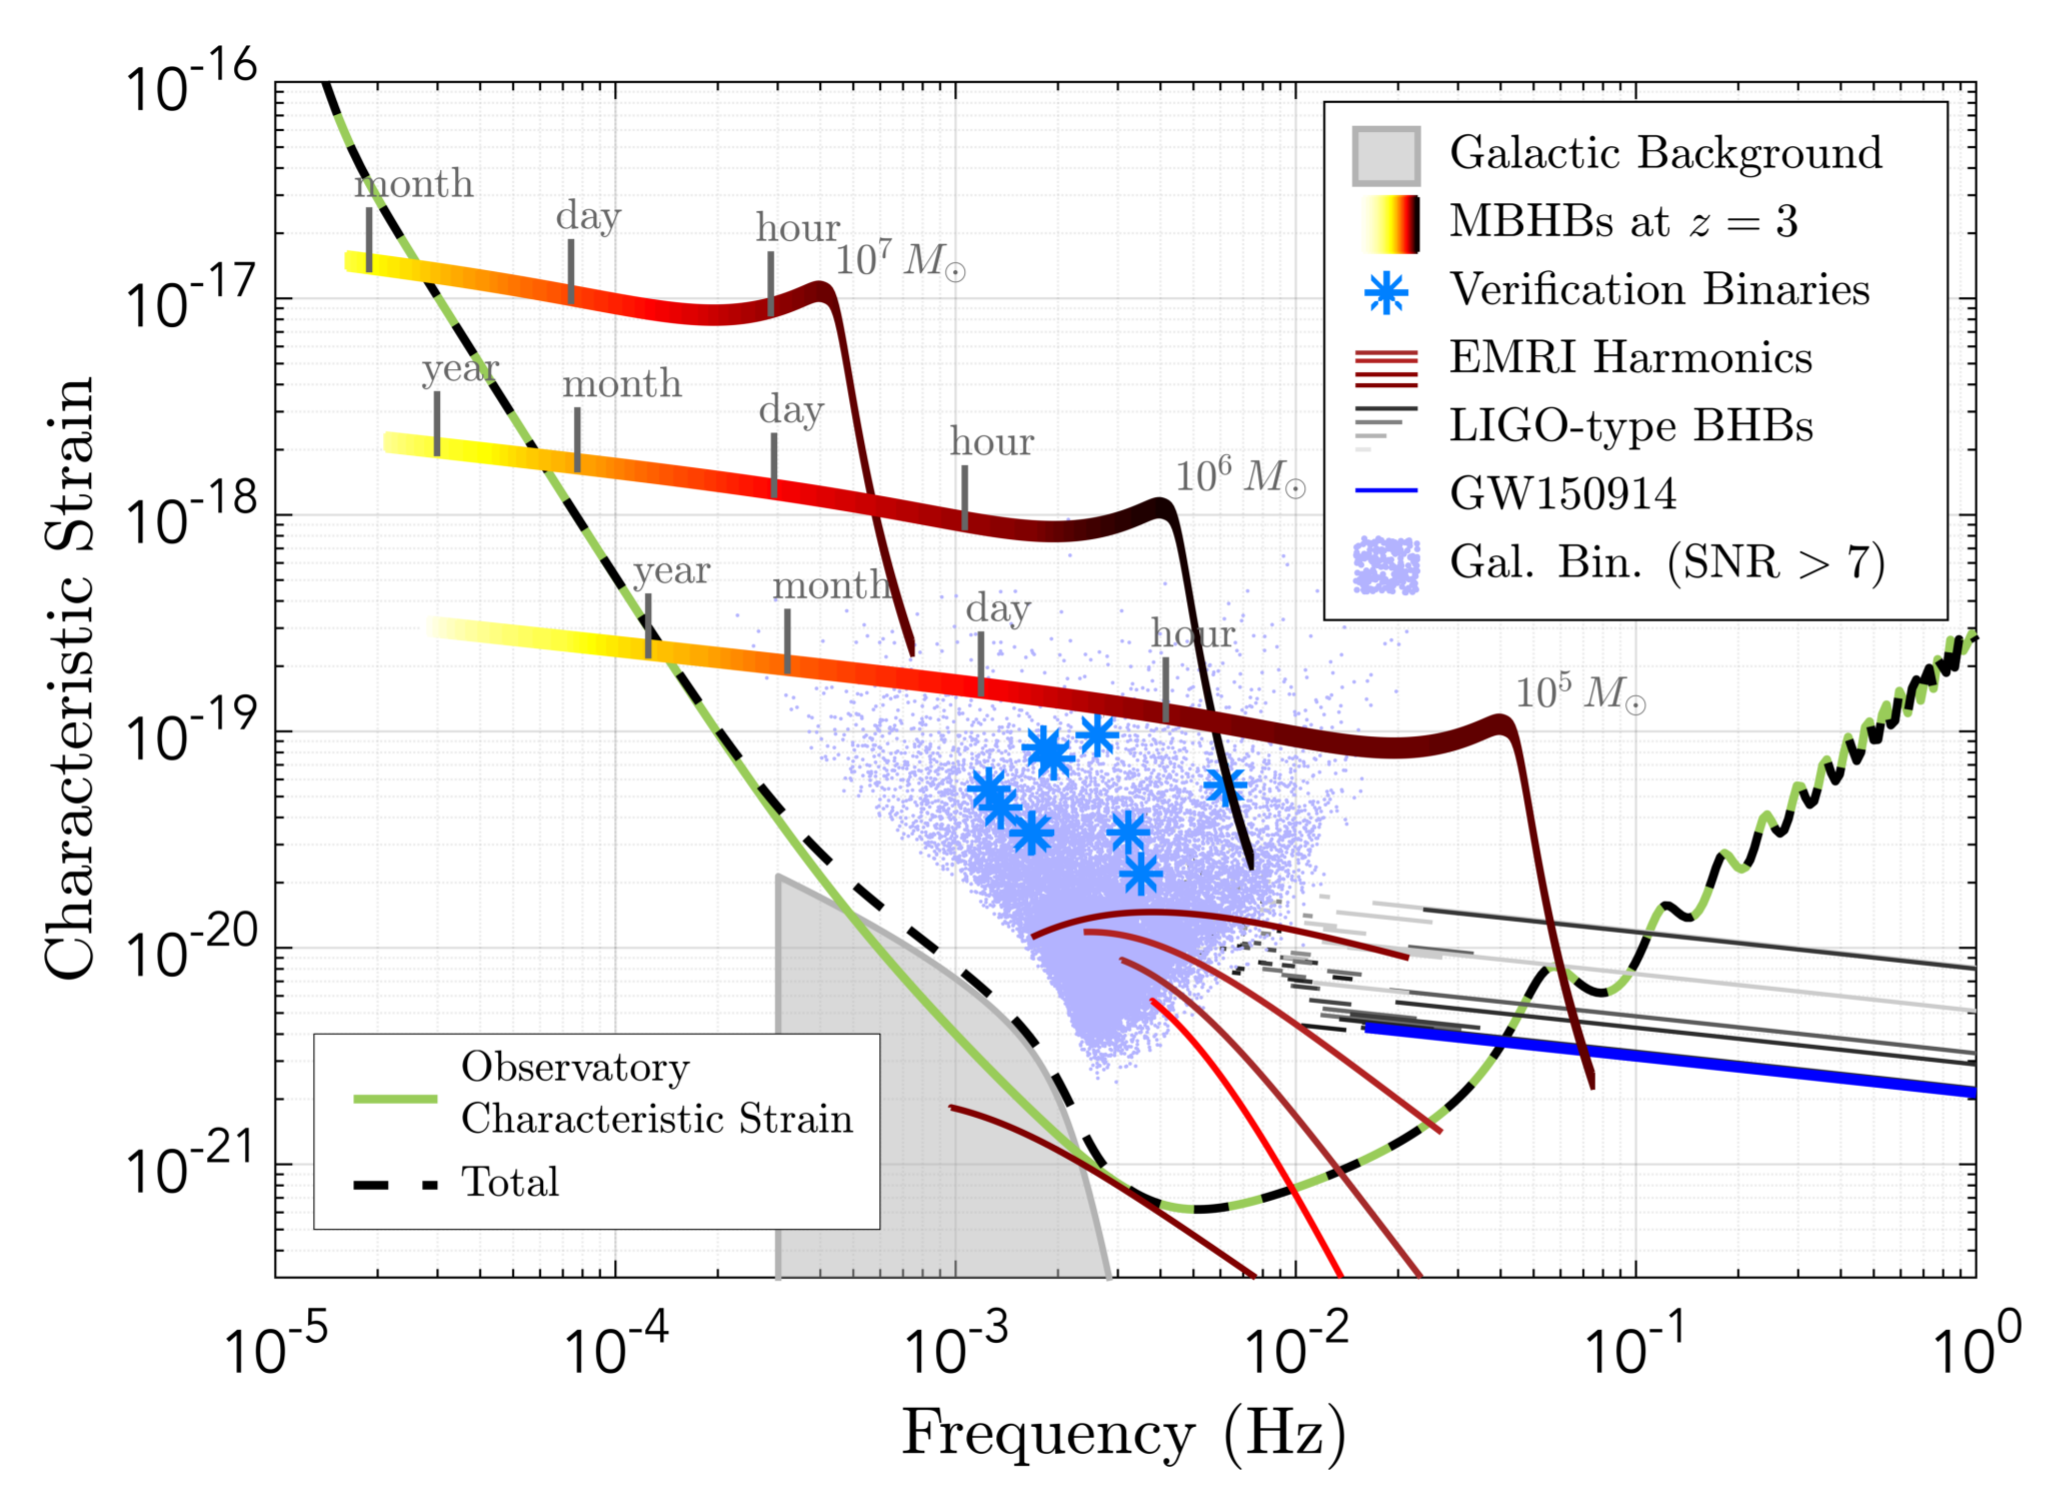 10^-16
10^-17
10^-18
10^-19
10^-20
10^-21
Characteristic Strain
month
day
hour
10^7 M⊙
year
month
day
hour
10^6 M⊙
year
month
day
hour
10^5 M⊙
Galactic Background
MBHBs at z = 3
Verification Binaries
EMRI Harmonics
LIGO-type BHBs
GW150914
Gal. Bin. (SNR > 7)
Observatory
Characteristic Strain
Total
10^-5 10^-4 10^-3 10^-2 10^-1 10^0
Frequency (Hz)